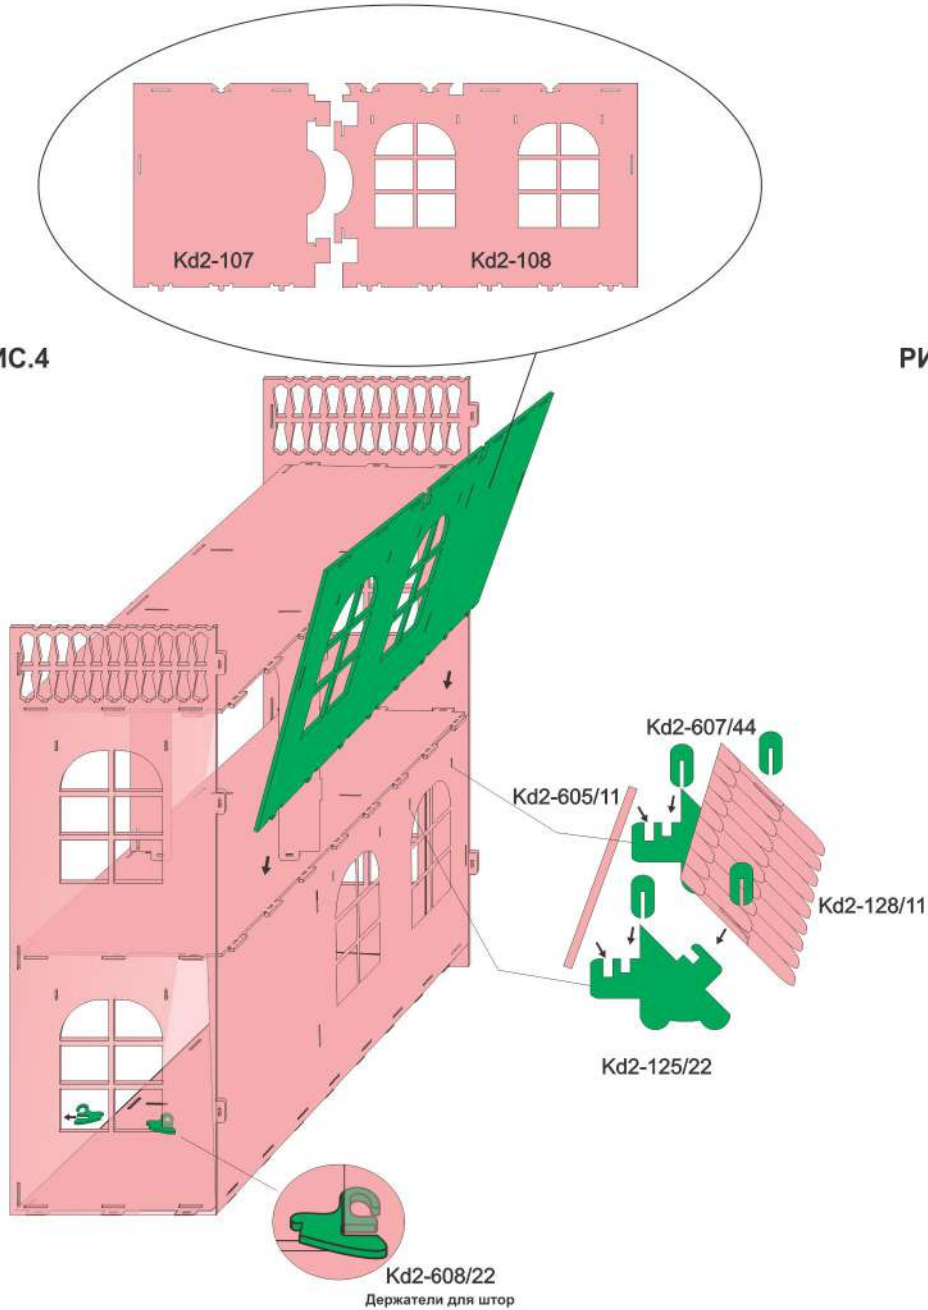 Kd2-107
Kd2-108
ИС.4
РИ
Kd2-607/44
Kd2-605/11
Kd2-128/11
Kd2-125/22
Kd2-608/22
Держатели для штор